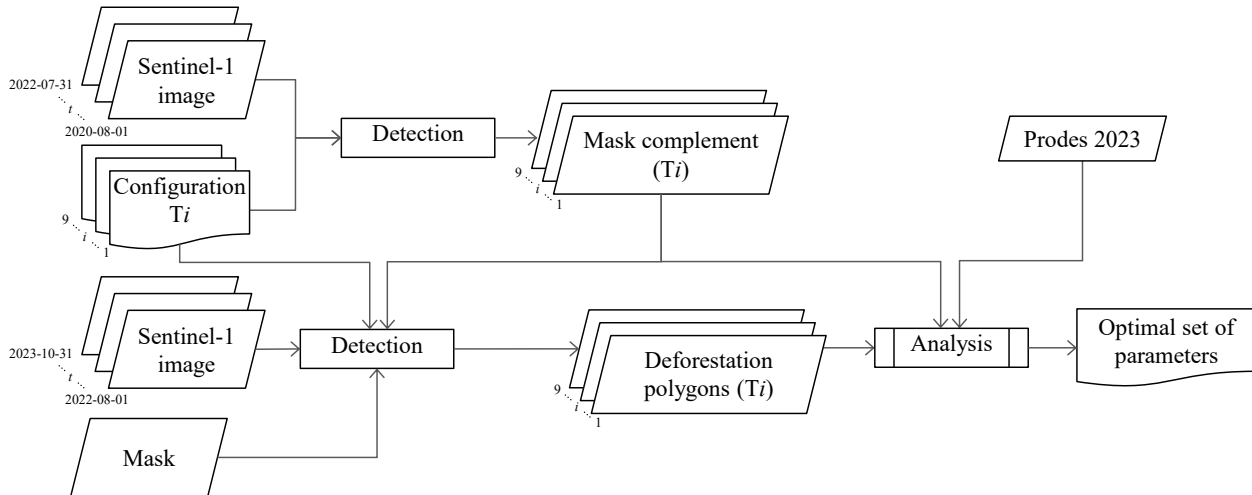 Sentinel-1
image
2022-07-31
t
2020-08-01
Detection
Mask complement
(Ti)
9
i
1
Prodes 2023
Configuration
Ti
9
i
1
Sentinel-1
image
2023-10-31
t
2022-08-01
Detection
Deforestation
polygons (Ti)
9
i
1
Analysis
Optimal set of
parameters
Mask